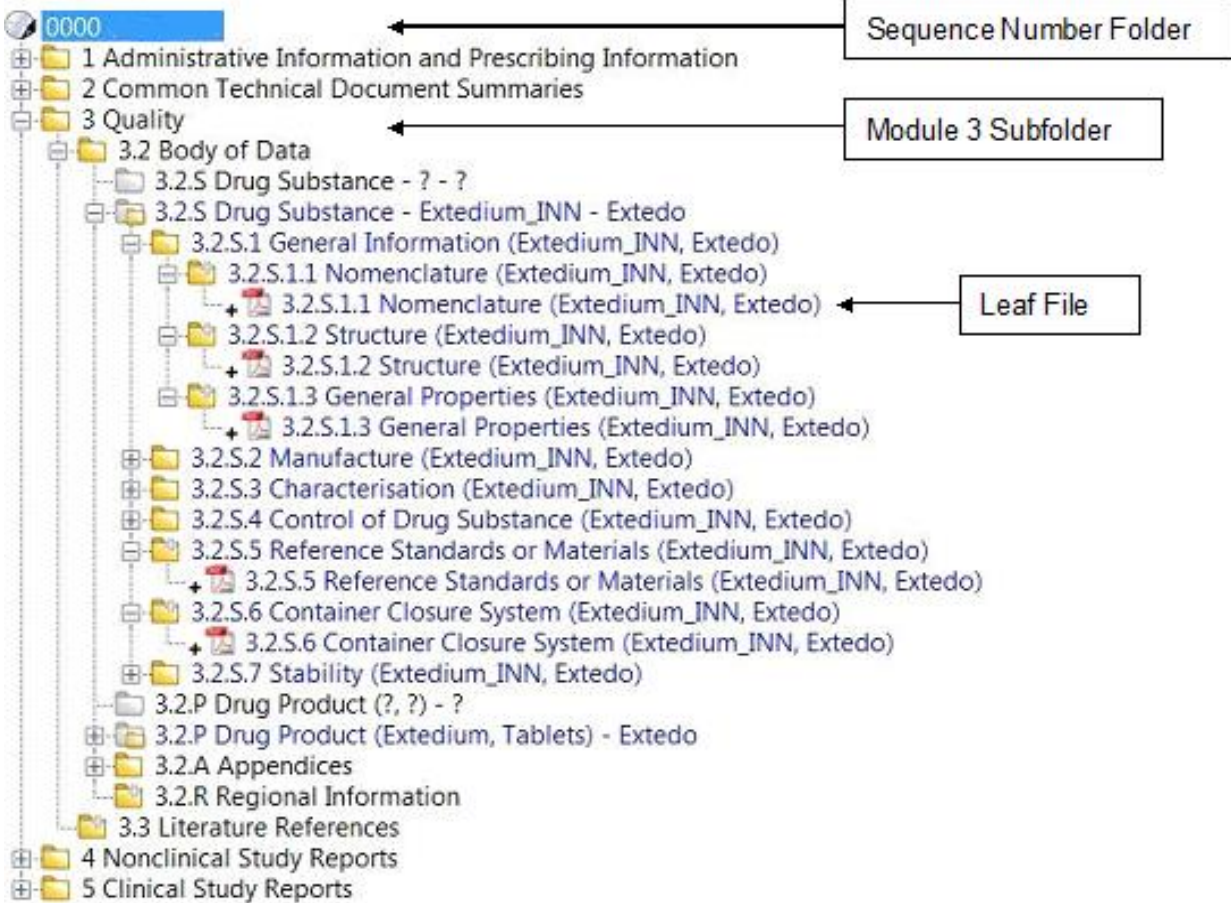 0000
Sequence Number Folder
1 Administrative Information and Prescribing Information
2 Common Technical Document Summaries
3 Quality
Module 3 Subfolder
3.2 Body of Data
3.2.S Drug Substance - ? - ?
3.2.S Drug Substance - Extedium_INN - Extedo
3.2.S.1 General Information (Extedium_INN, Extedo)
3.2.S.1.1 Nomenclature (Extedium_INN, Extedo)
3.2.S.1.1 Nomenclature (Extedium_INN, Extedo)
Leaf File
3.2.S.1.2 Structure (Extedium_INN, Extedo)
3.2.S.1.2 Structure (Extedium_INN, Extedo)
3.2.S.1.3 General Properties (Extedium_INN, Extedo)
3.2.S.1.3 General Properties (Extedium_INN, Extedo)
3.2.S.2 Manufacture (Extedium_INN, Extedo)
3.2.S.3 Characterisation (Extedium_INN, Extedo)
3.2.S.4 Control of Drug Substance (Extedium_INN, Extedo)
3.2.S.5 Reference Standards or Materials (Extedium_INN, Extedo)
3.2.S.5 Reference Standards or Materials (Extedium_INN, Extedo)
3.2.S.6 Container Closure System (Extedium_INN, Extedo)
3.2.S.6 Container Closure System (Extedium_INN, Extedo)
3.2.S.7 Stability (Extedium_INN, Extedo)
3.2.P Drug Product (?, ?) - ?
3.2.P Drug Product (Extedium, Tablets) - Extedo
3.2.A Appendices
3.2.R Regional Information
3.3 Literature References
4 Nonclinical Study Reports
5 Clinical Study Reports